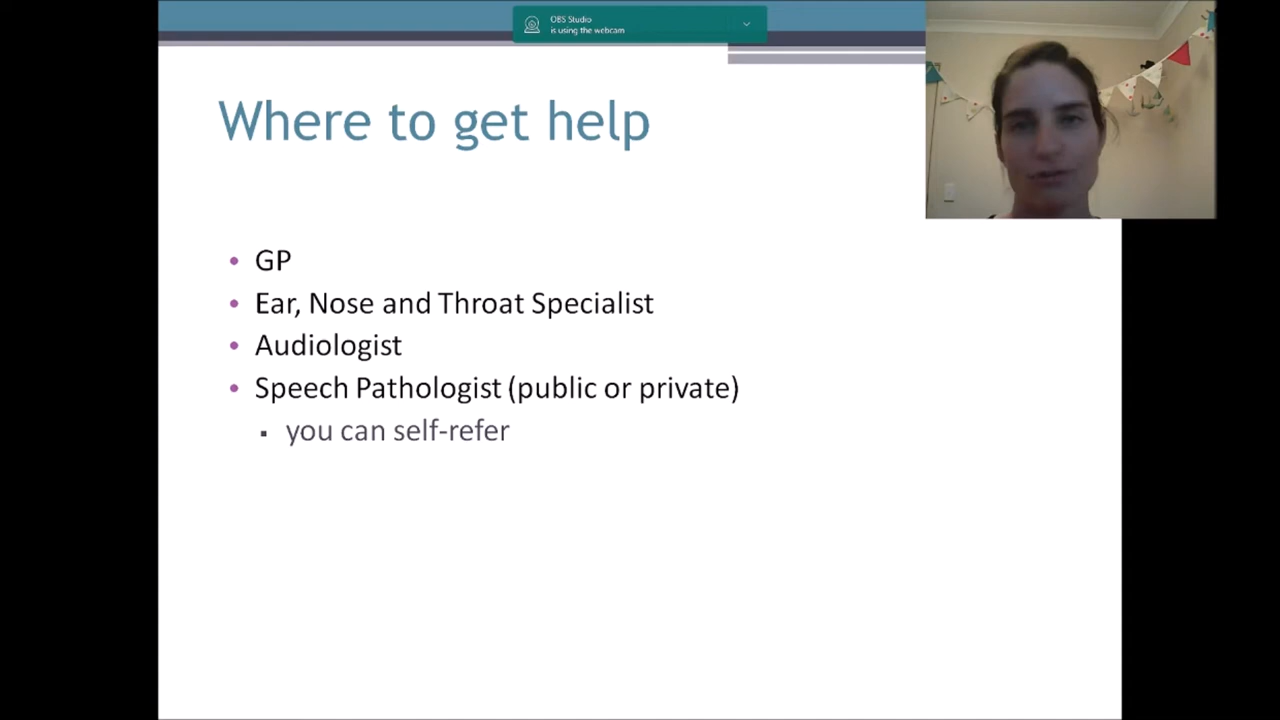 OBS Studio
is using the webcam
Where to get help
• GP
• Ear, Nose and Throat Specialist
• Audiologist
• Speech Pathologist (public or private)
▪ you can self-refer